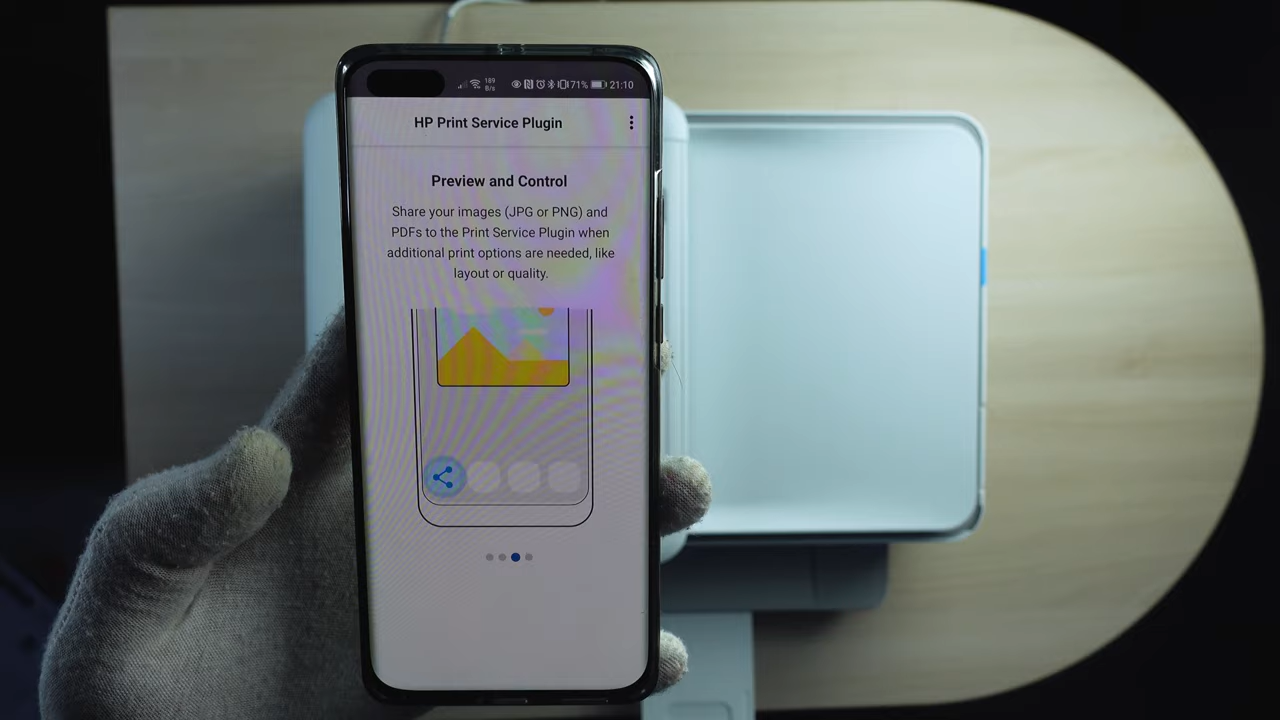 189
B/s
71%
21:10
HP Print Service Plugin
Preview and Control
Share your images (JPG or PNG) and
PDFs to the Print Service Plugin when
additional print options are needed, like
layout or quality.